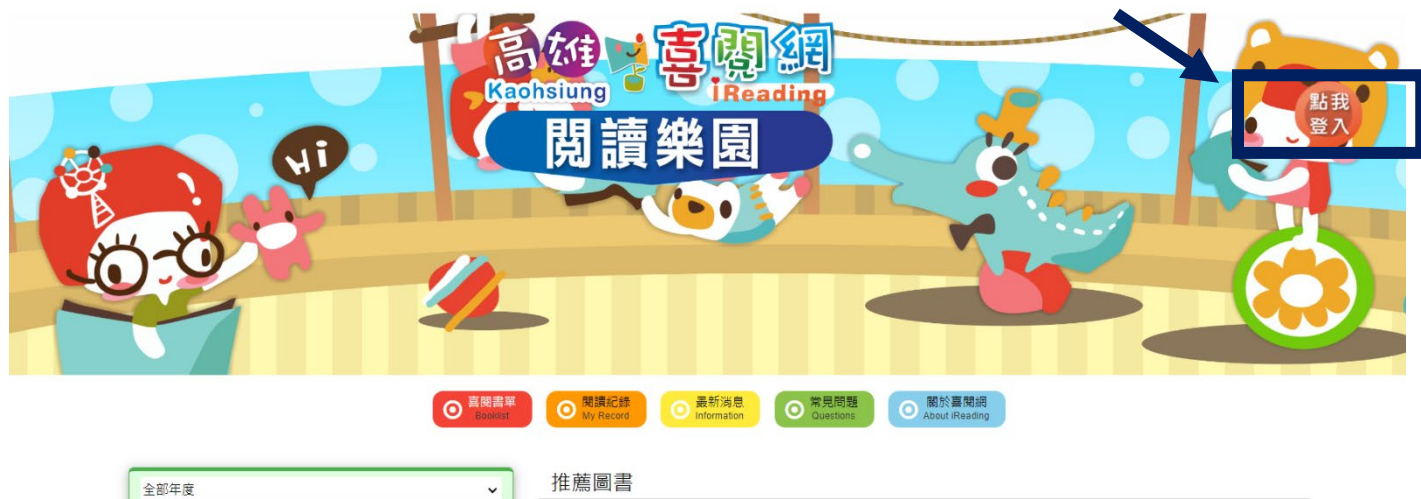 高雄喜閱網
Kaohsiung iReading
閱讀樂園
Hi
點我
登入
喜閱書單
Booklist
閱讀紀錄
My Record
最新消息
Information
常見問題
Questions
關於喜閱網
About iReading
全部年度
推薦圖書